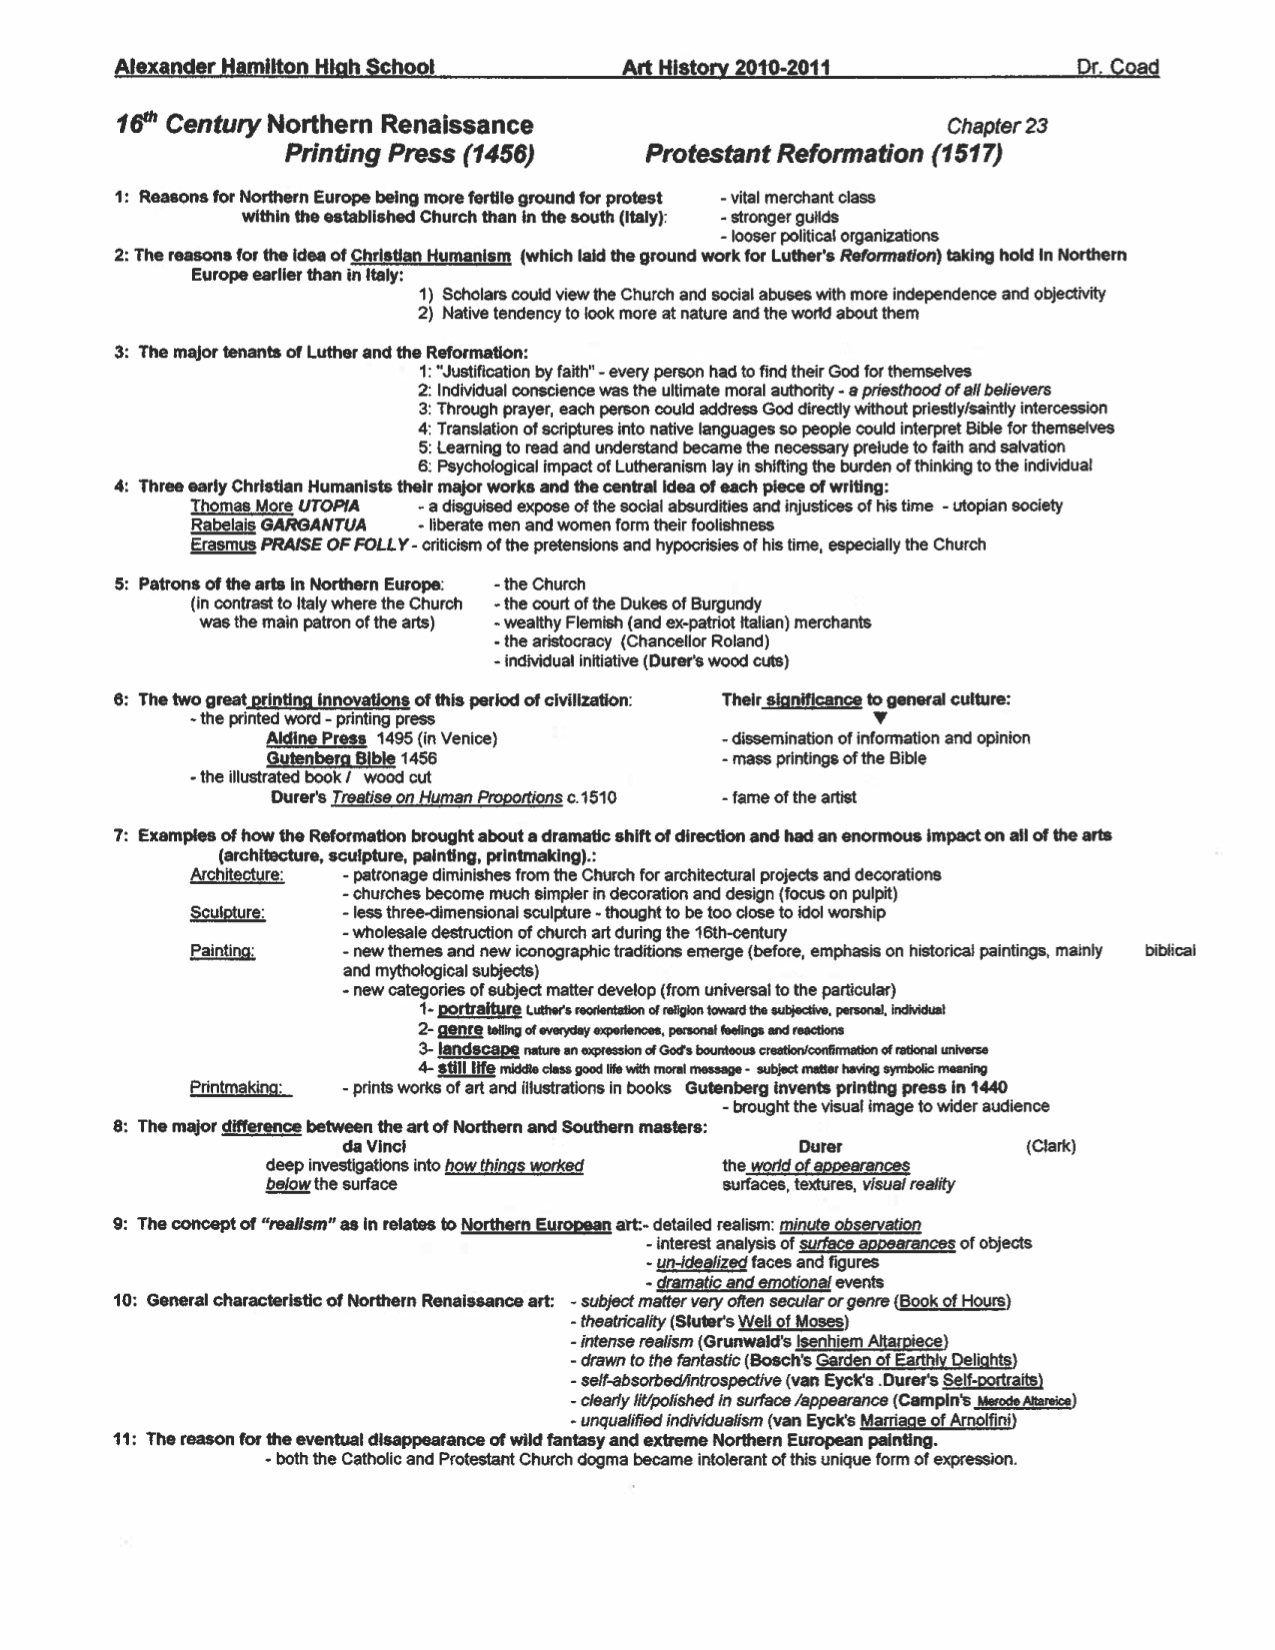 Alexander Hamilton High School Art History 2010-2011 Dr. Coad
16th Century Northern Renaissance Chapter 23
Printing Press (1456) Protestant Reformation (1517)
1: Reasons for Northern Europe being more fertile ground for protest - vital merchant class
within the established Church than in the south (Italy): - stronger guilds
- looser political organizations
2: The reasons for the idea of Christian Humanism (which laid the ground work for Luther's Reformation) taking hold in Northern
Europe earlier than in Italy:
1) Scholars could view the Church and social abuses with more independence and objectivity
2) Native tendency to look more at nature and the world about them
3: The major tenants of Luther and the Reformation:
1: "Justification by faith" - every person had to find their God for themselves
2: Individual conscience was the ultimate moral authority - a priesthood of all believers
3: Through prayer, each person could address God directly without priestly/saintly intercession
4: Translation of scriptures into native languages so people could interpret Bible for themselves
5: Learning to read and understand became the necessary prelude to faith and salvation
6: Psychological impact of Lutheranism lay in shifting the burden of thinking to the individual
4: Three early Christian Humanists their major works and the central idea of each piece of writing:
Thomas More UTOPIA - a disguised expose of the social absurdities and injustices of his time - utopian society
Rabelais GARGANTUA - liberate men and women form their foolishness
Erasmus PRAISE OF FOLLY - criticism of the pretensions and hypocrisies of his time, especially the Church
5: Patrons of the arts in Northern Europe: - the Church
(in contrast to Italy where the Church - the court of the Dukes of Burgundy
was the main patron of the arts) - wealthy Flemish (and ex-patriot Italian) merchants
- the aristocracy (Chancellor Roland)
- individual initiative (Durer's wood cuts)
6: The two great printing innovations of this period of civilization: Their significance to general culture:
- the printed word - printing press ▼
Aldine Press 1495 (in Venice) - dissemination of information and opinion
Gutenberg Bible 1456 - mass printings of the Bible
- the illustrated book / wood cut
Durer's Treatise on Human Proportions c.1510 - fame of the artist
7: Examples of how the Reformation brought about a dramatic shift of direction and had an enormous impact on all of the arts
(architecture, sculpture, painting, printmaking).:
Architecture: - patronage diminishes from the Church for architectural projects and decorations
- churches become much simpler in decoration and design (focus on pulpit)
Sculpture: - less three-dimensional sculpture - thought to be too close to idol worship
- wholesale destruction of church art during the 16th-century
Painting: - new themes and new iconographic traditions emerge (before, emphasis on historical paintings, mainly biblical
and mythological subjects)
- new categories of subject matter develop (from universal to the particular)
1- portraiture Luther's reorientation of religion toward the subjective, personal, individual
2- genre telling of everyday experiences, personal feelings and reactions
3- landscape nature an expression of God's bounteous creation/confirmation of rational universe
4- still life middle class good life with moral message - subject matter having symbolic meaning
Printmaking: - prints works of art and illustrations in books Gutenberg invents printing press in 1440
- brought the visual image to wider audience
8: The major difference between the art of Northern and Southern masters:
da Vinci Durer (Clark)
deep investigations into how things worked the world of appearances
below the surface surfaces, textures, visual reality
9: The concept of "realism" as in relates to Northern European art:- detailed realism: minute observation
- interest analysis of surface appearances of objects
- un-idealized faces and figures
- dramatic and emotional events
10: General characteristic of Northern Renaissance art: - subject matter very often secular or genre (Book of Hours)
- theatricality (Sluter's Well of Moses)
- intense realism (Grunwald's Isenhiem Altarpiece)
- drawn to the fantastic (Bosch's Garden of Earthly Delights)
- self-absorbed/introspective (van Eyck's .Durer's Self-portraits)
- clearly lit/polished in surface /appearance (Campin's Merode Altareice)
- unqualified individualism (van Eyck's Marriage of Arnolfini)
11: The reason for the eventual disappearance of wild fantasy and extreme Northern European painting.
- both the Catholic and Protestant Church dogma became intolerant of this unique form of expression.